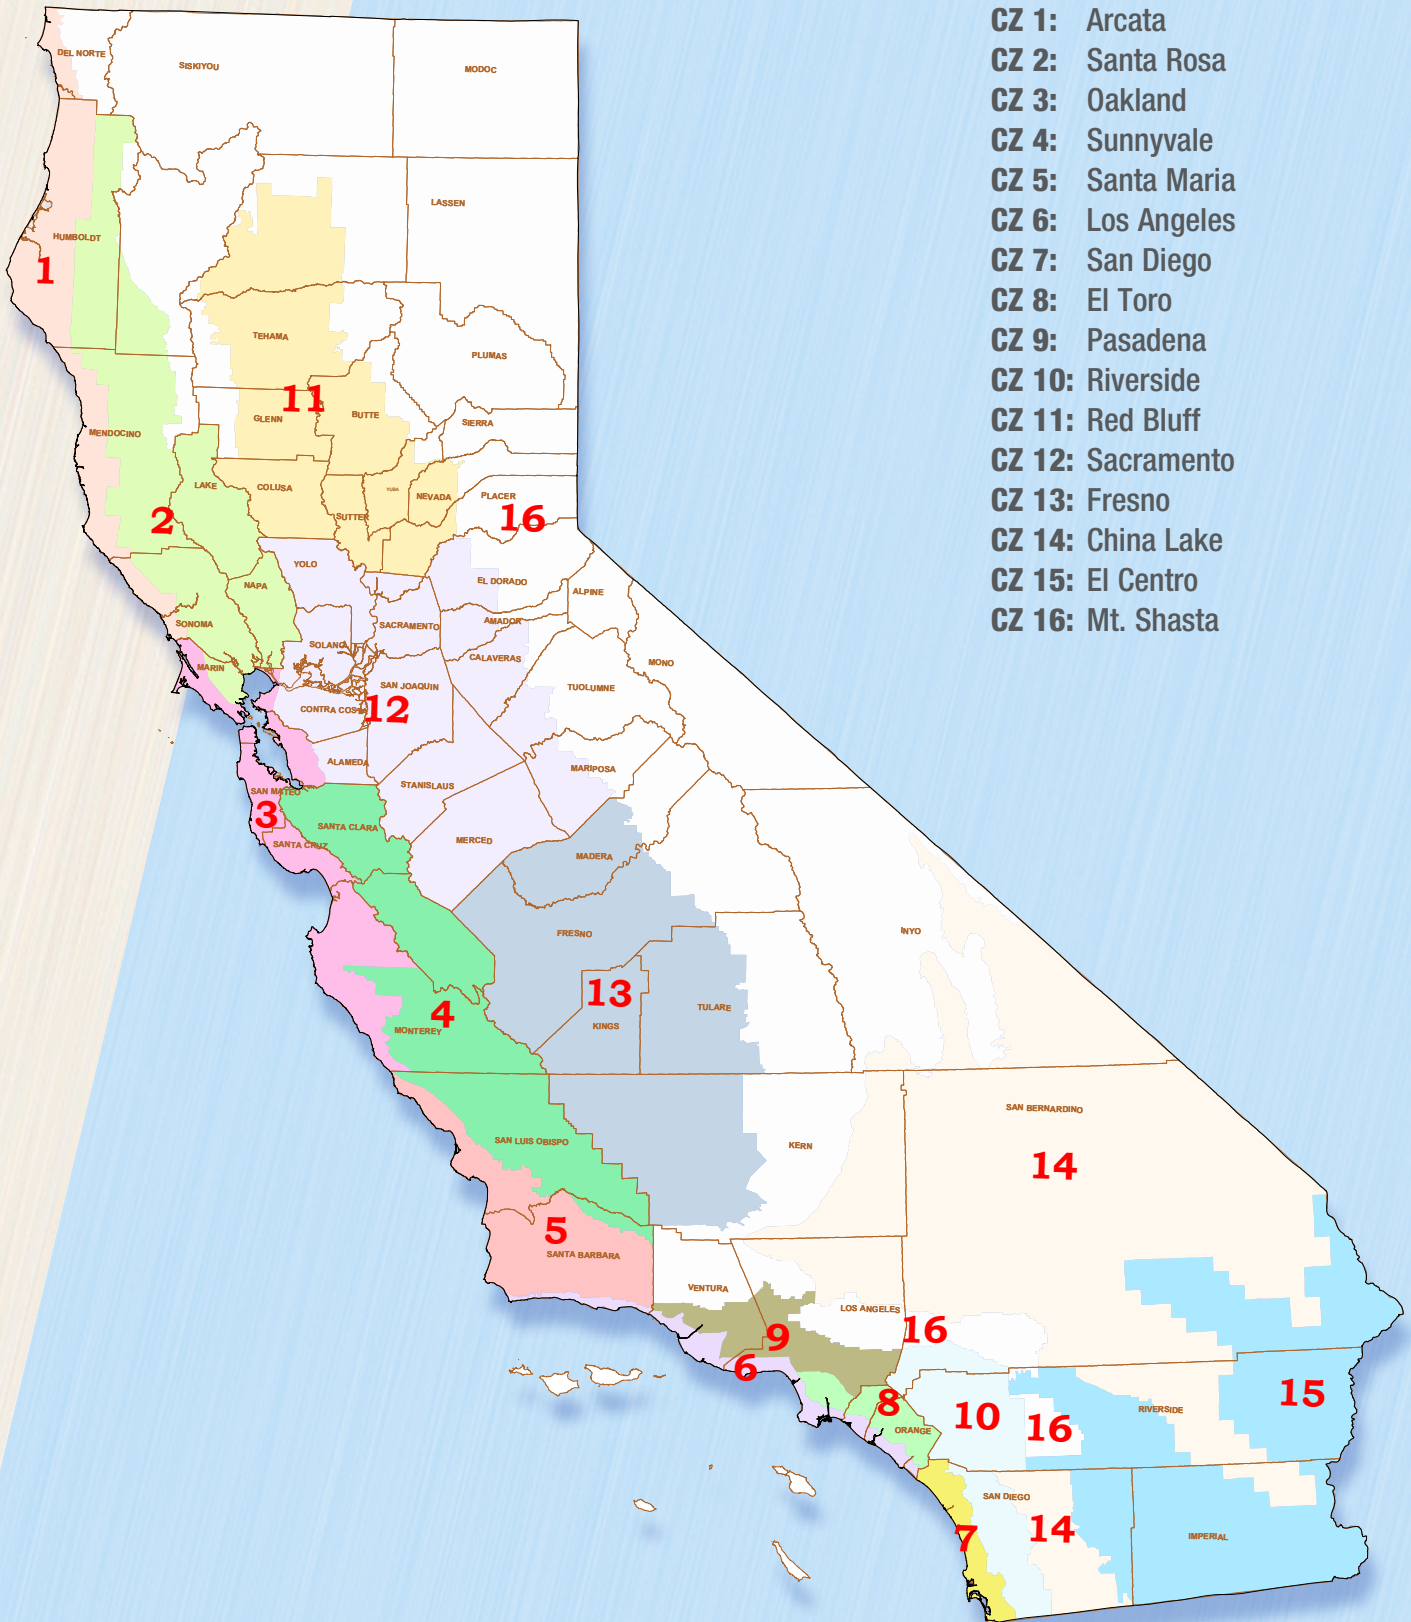 CZ 1: Arcata
CZ 2: Santa Rosa
CZ 3: Oakland
CZ 4: Sunnyvale
CZ 5: Santa Maria
CZ 6: Los Angeles
CZ 7: San Diego
CZ 8: El Toro
CZ 9: Pasadena
CZ 10: Riverside
CZ 11: Red Bluff
CZ 12: Sacramento
CZ 13: Fresno
CZ 14: China Lake
CZ 15: El Centro
CZ 16: Mt. Shasta
DEL NORTE
SISKIYOU
MODOC
LASSEN
HUMBOLDT
1
TEHAMA
PLUMAS
11
GLENN
BUTTE
SIERRA
MENDOCINO
LAKE
COLUSA
YUBA
NEVADA
PLACER
SUTTER
16
2
YOLO
NAPA
EL DORADO
ALPINE
SONOMA
SACRAMENTO
AMADOR
SOLANO
CALAVERAS
MONO
MARIN
SAN JOAQUIN
TUOLUMNE
CONTRA COSTA
12
ALAMEDA
MARIPOSA
STANISLAUS
SAN MATEO
3
SANTA CLARA
SANTA CRUZ
MERCED
MADERA
FRESNO
INYO
13
TULARE
4
MONTEREY
KINGS
SAN BERNARDINO
SAN LUIS OBISPO
KERN
14
5
SANTA BARBARA
VENTURA
LOS ANGELES
16
9
6
15
8
10
RIVERSIDE
16
ORANGE
SAN DIEGO
14
7
IMPERIAL